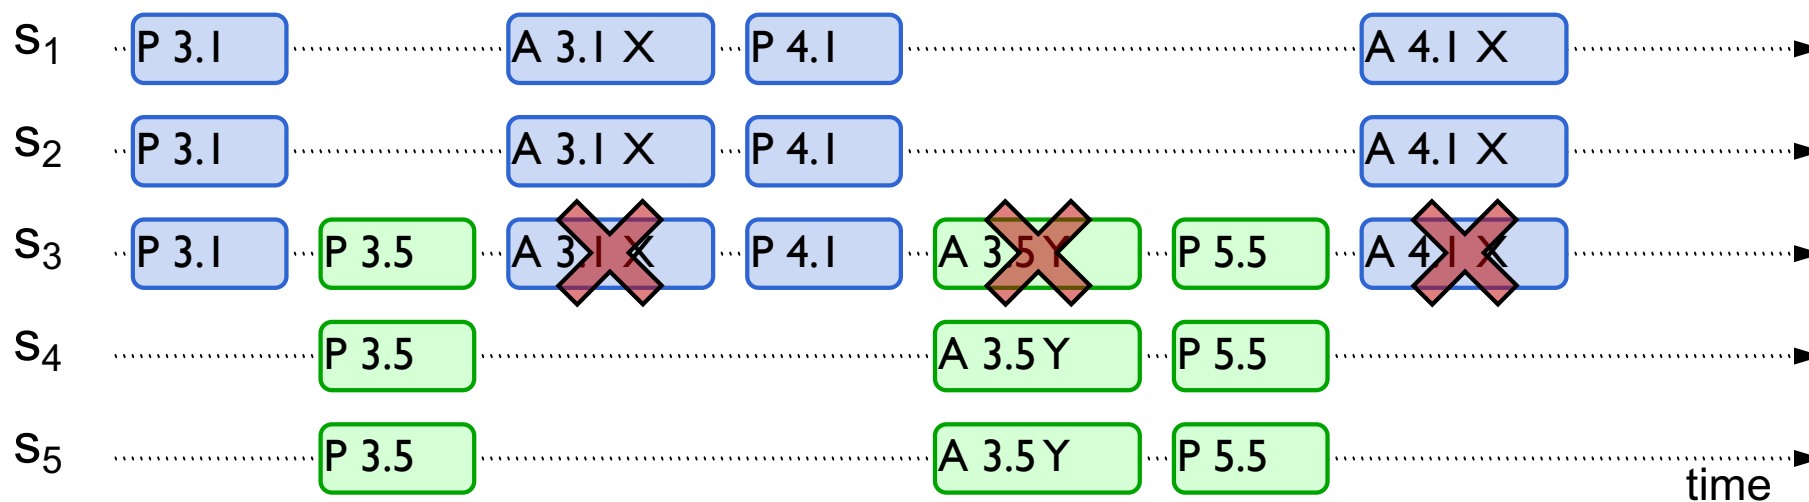 S1 P 3.1 A 3.1 X P 4.1 A 4.1 X
S2 P 3.1 A 3.1 X P 4.1 A 4.1 X
S3 P 3.1 P 3.5 A 3.1 X P 4.1 A 3.5 Y P 5.5 A 4.1 X
S4 P 3.5 A 3.5 Y P 5.5
S5 P 3.5 A 3.5 Y P 5.5
time